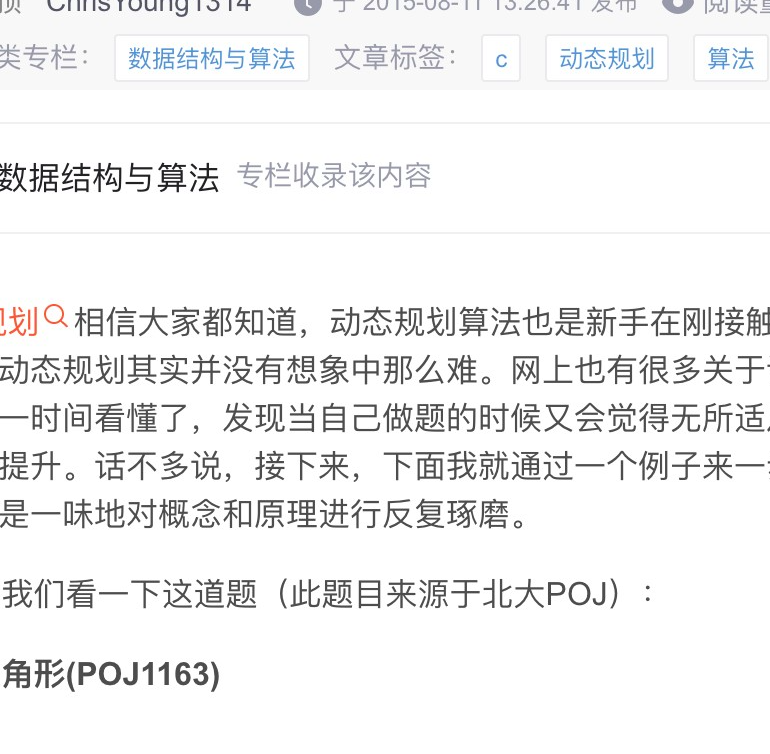 ChrisYoung1314 于 2015-08-11 13:26:41 发布 阅读
类专栏： 数据结构与算法 文章标签： c 动态规划 算法
数据结构与算法 专栏收录该内容
划 相信大家都知道，动态规划算法也是新手在刚接触
动态规划其实并没有想象中那么难。网上也有很多关于
一时间看懂了，发现当自己做题的时候又会觉得无所适
提升。话不多说，接下来，下面我就通过一个例子来一
是一味地对概念和原理进行反复琢磨。
我们看一下这道题（此题目来源于北大POJ）：
角形(POJ1163)